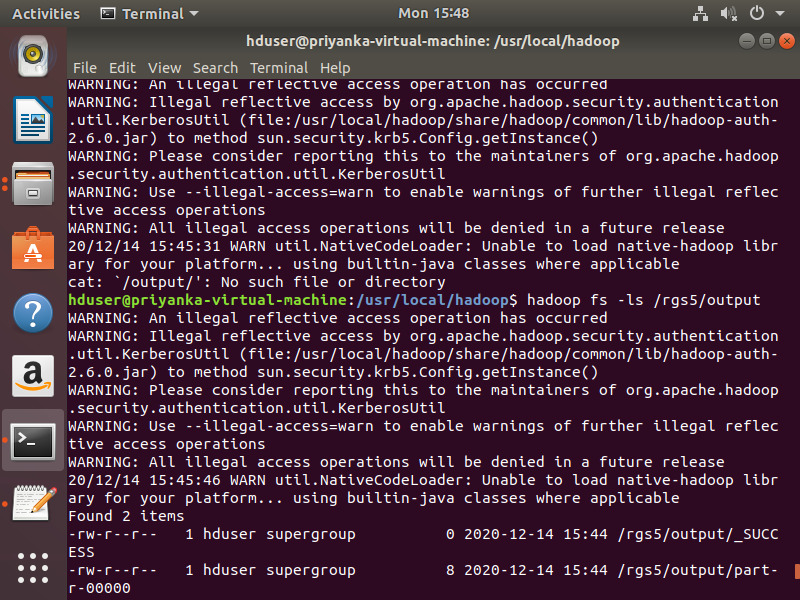 Activities Terminal Mon 15:48
hduser@priyanka-virtual-machine: /usr/local/hadoop
File Edit View Search Terminal Help
WARNING: An illegal reflective access operation has occurred
WARNING: Illegal reflective access by org.apache.hadoop.security.authentication
.util.KerberosUtil (file:/usr/local/hadoop/share/hadoop/common/lib/hadoop-auth-
2.6.0.jar) to method sun.security.krb5.Config.getInstance()
WARNING: Please consider reporting this to the maintainers of org.apache.hadoop
.security.authentication.util.KerberosUtil
WARNING: Use --illegal-access=warn to enable warnings of further illegal reflec
tive access operations
WARNING: All illegal access operations will be denied in a future release
20/12/14 15:45:31 WARN util.NativeCodeLoader: Unable to load native-hadoop libr
ary for your platform... using builtin-java classes where applicable
cat: `/output/': No such file or directory
hduser@priyanka-virtual-machine:/usr/local/hadoop$ hadoop fs -ls /rgs5/output
WARNING: An illegal reflective access operation has occurred
WARNING: Illegal reflective access by org.apache.hadoop.security.authentication
.util.KerberosUtil (file:/usr/local/hadoop/share/hadoop/common/lib/hadoop-auth-
2.6.0.jar) to method sun.security.krb5.Config.getInstance()
WARNING: Please consider reporting this to the maintainers of org.apache.hadoop
.security.authentication.util.KerberosUtil
WARNING: Use --illegal-access=warn to enable warnings of further illegal reflec
tive access operations
WARNING: All illegal access operations will be denied in a future release
20/12/14 15:45:46 WARN util.NativeCodeLoader: Unable to load native-hadoop libr
ary for your platform... using builtin-java classes where applicable
Found 2 items
-rw-r--r-- 1 hduser supergroup 0 2020-12-14 15:44 /rgs5/output/_SUCC
ESS
-rw-r--r-- 1 hduser supergroup 8 2020-12-14 15:44 /rgs5/output/part-
r-00000